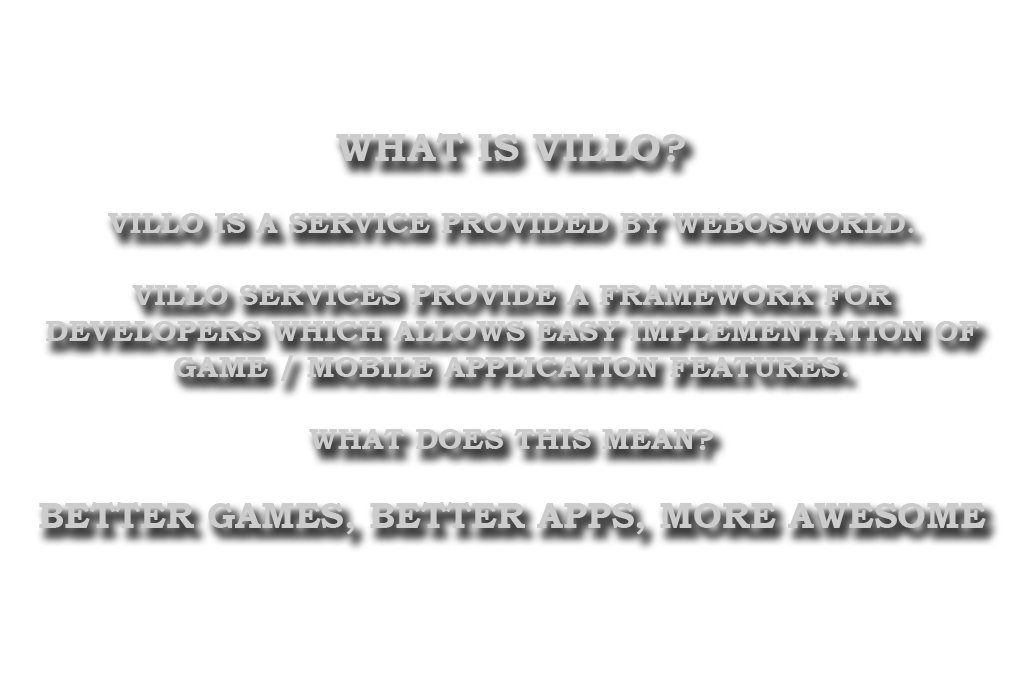 WHAT IS VILLO?
VILLO IS A SERVICE PROVIDED BY WEBOSWORLD.
VILLO SERVICES PROVIDE A FRAMEWORK FOR
DEVELOPERS WHICH ALLOWS EASY IMPLEMENTATION OF
GAME / MOBILE APPLICATION FEATURES.
WHAT DOES THIS MEAN?
BETTER GAMES, BETTER APPS, MORE AWESOME